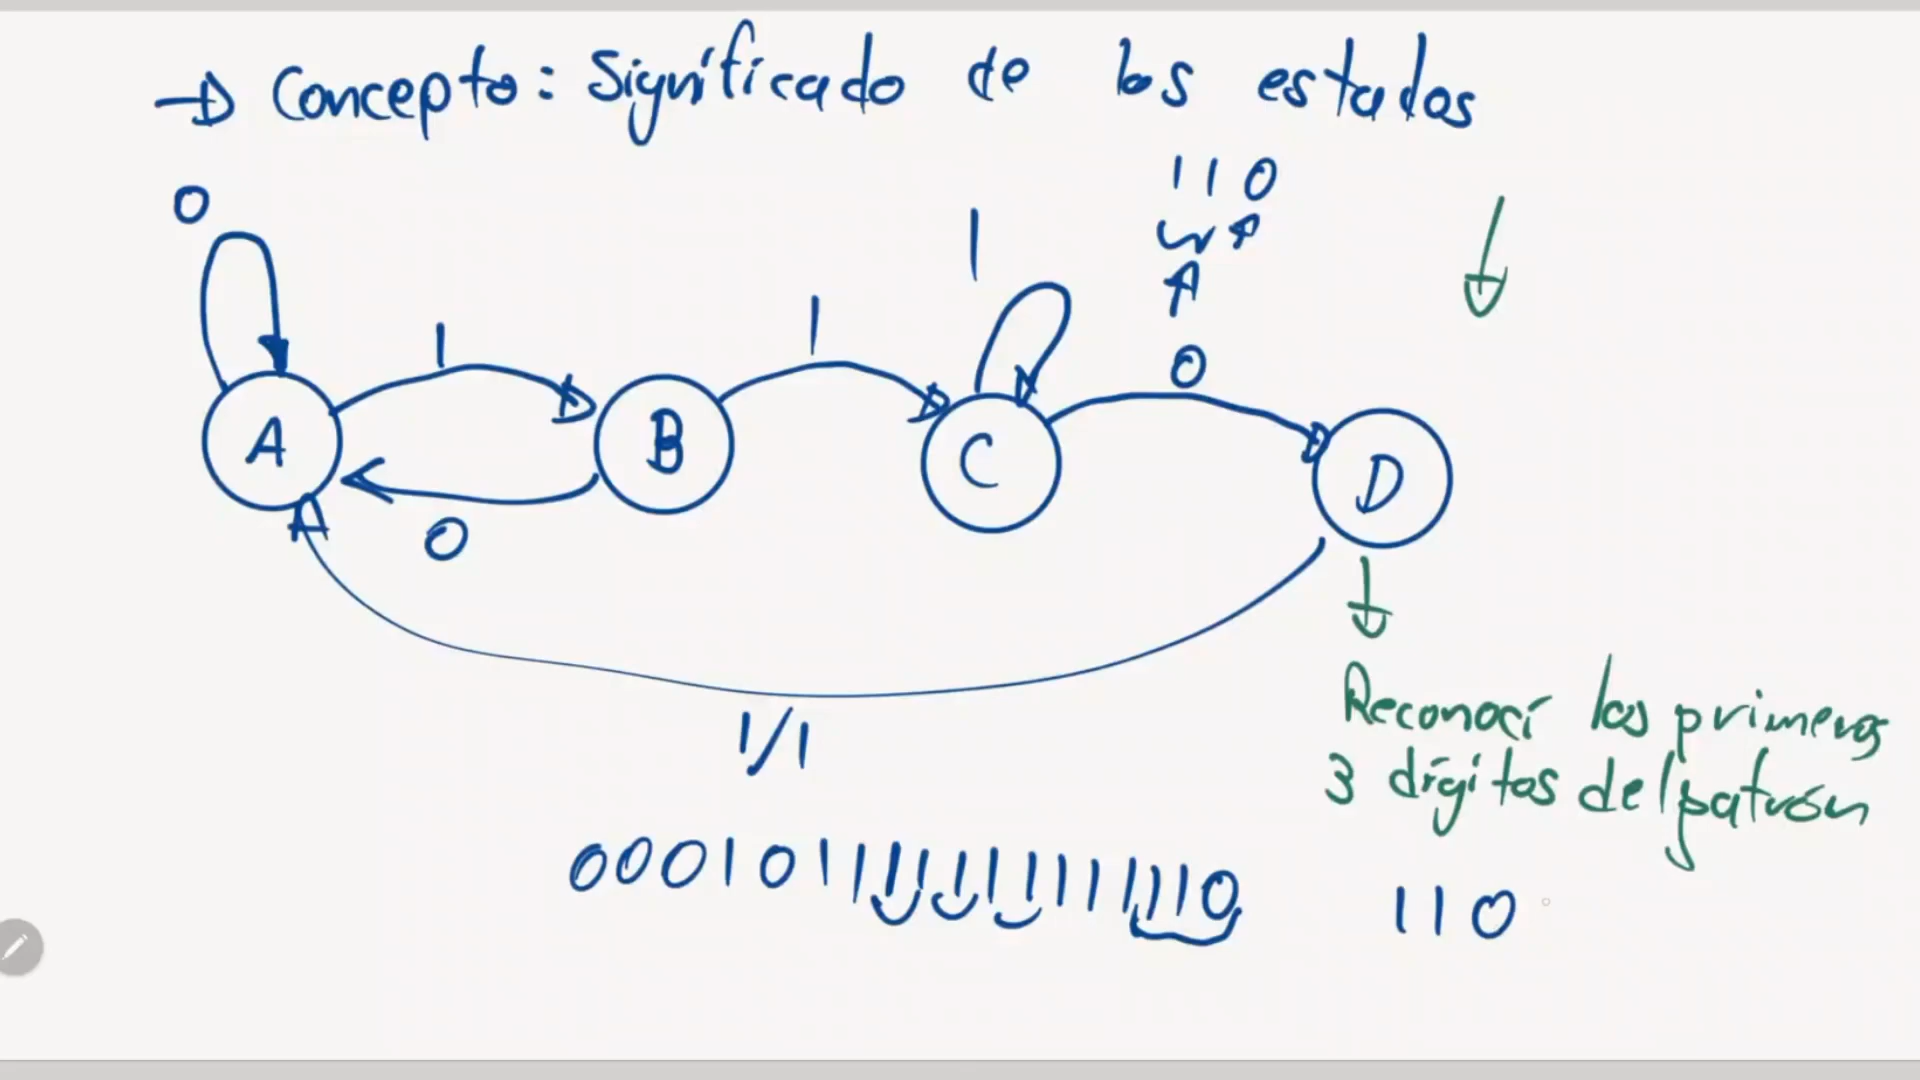 → Concepto: Significado de los estados
110
0
1
1
1
0
A
B
C
D
0
1/1
Reconocí los primeros
3 dígitos del patrón
000101111111111110
110